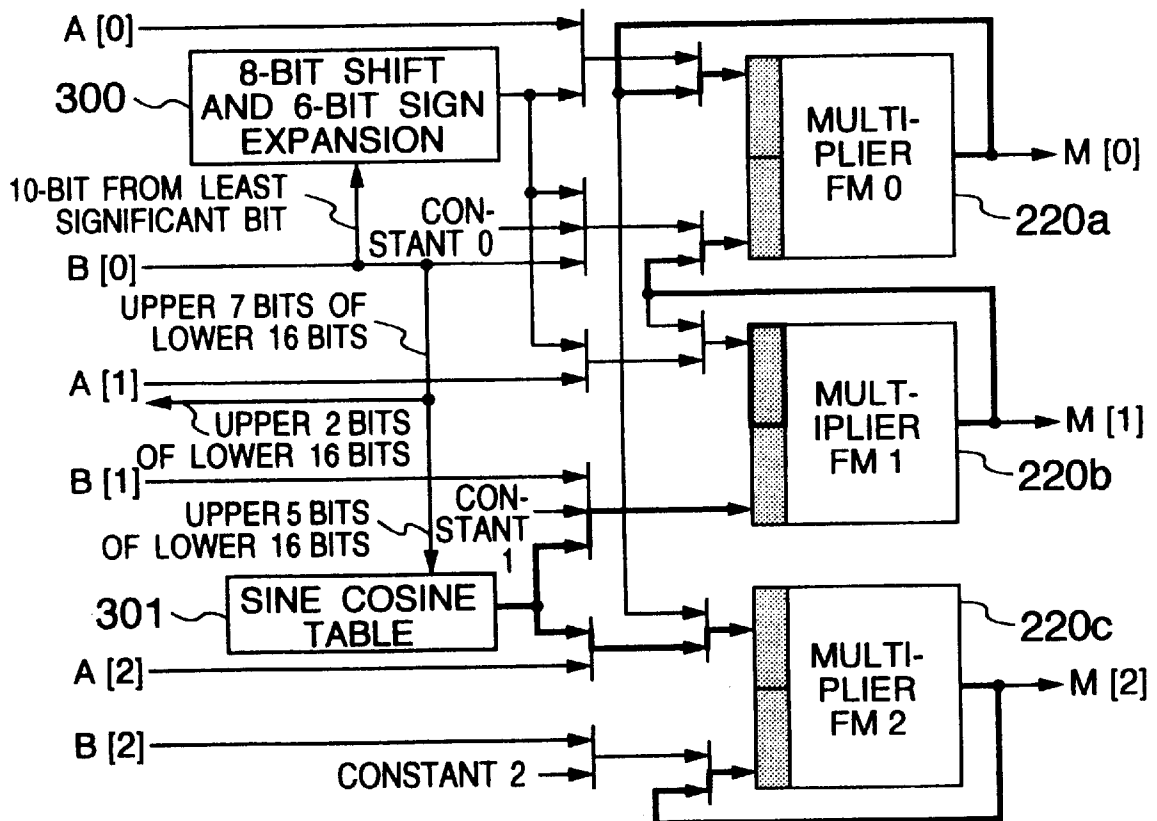 A [0]
300
8-BIT SHIFT
AND 6-BIT SIGN
EXPANSION
MULTI-
PLIER
FM 0
M [0]
220a
10-BIT FROM LEAST
SIGNIFICANT BIT
CON-
STANT 0
B [0]
UPPER 7 BITS OF
LOWER 16 BITS
A [1]
UPPER 2 BITS
OF LOWER 16 BITS
MULT-
IPLIER
FM 1
M [1]
220b
B [1]
CON-
STANT
1
UPPER 5 BITS
OF LOWER 16 BITS
301
SINE COSINE
TABLE
A [2]
MULTI-
PLIER
FM 2
220c
M [2]
B [2]
CONSTANT 2